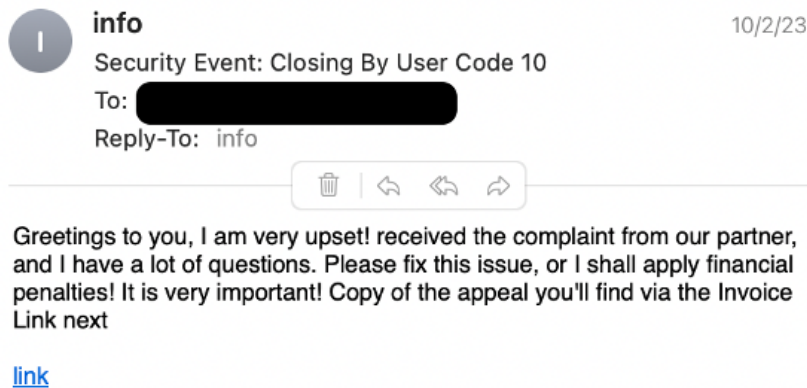 I
info
10/2/23
Security Event: Closing By User Code 10
To:
Reply-To: info
Greetings to you, I am very upset! received the complaint from our partner,
and I have a lot of questions. Please fix this issue, or I shall apply financial
penalties! It is very important! Copy of the appeal you'll find via the Invoice
Link next
link